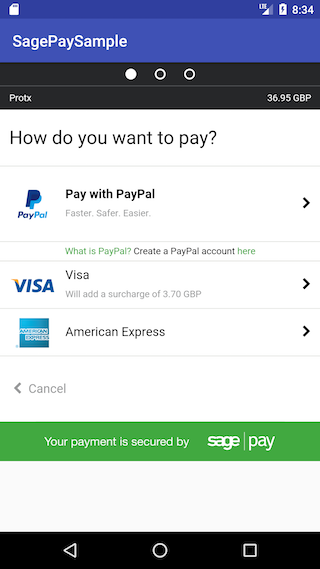 LTE 8:34
SagePaySample
Protx 36.95 GBP
How do you want to pay?
PayPal
Pay with PayPal
Faster. Safer. Easier.
What is PayPal? Create a PayPal account here
VISA
Visa
Will add a surcharge of 3.70 GBP
AMERICAN
EXPRESS
American Express
Cancel
Your payment is secured by sage pay